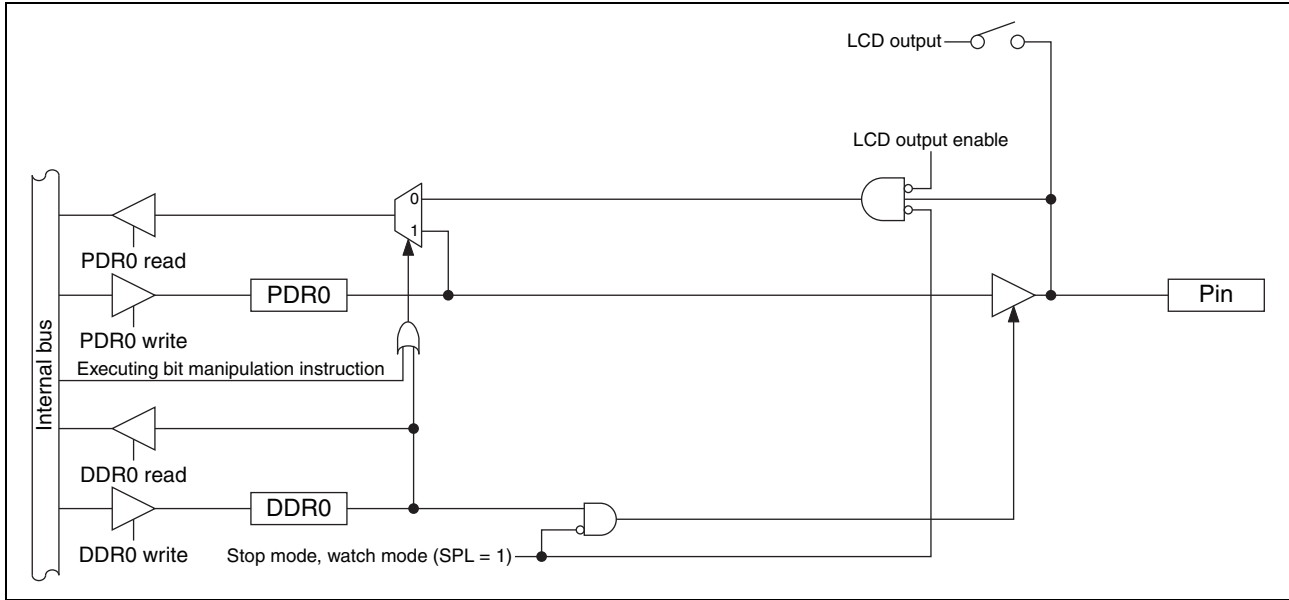 LCD output
LCD output enable
0
1
PDR0 read
PDR0
Pin
PDR0 write
Executing bit manipulation instruction
Internal bus
DDR0 read
DDR0
DDR0 write
Stop mode, watch mode (SPL = 1)